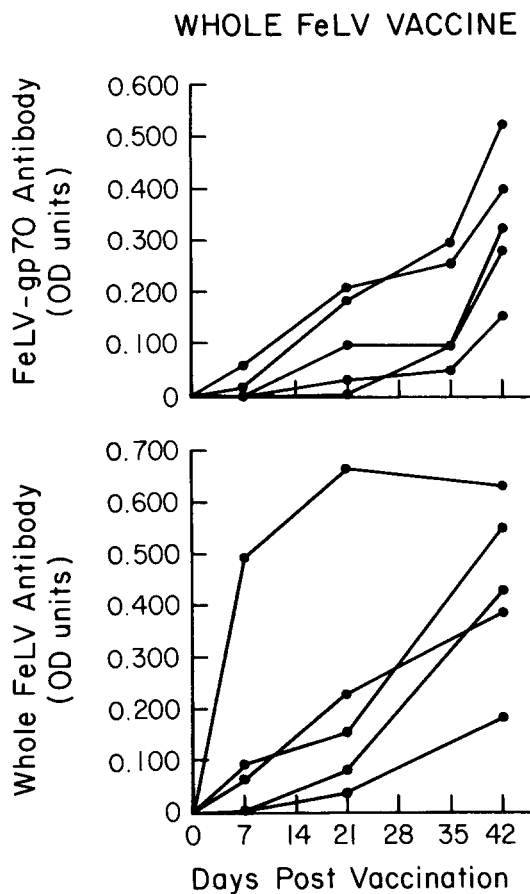 WHOLE FeLV VACCINE
FeLV-gp70 Antibody
(OD units)
0.600
0.500
0.400
0.300
0.200
0.100
0
Whole FeLV Antibody
(OD units)
0.700
0.600
0.500
0.400
0.300
0.200
0.100
0
0 7 14 21 28 35 42
Days Post Vaccination